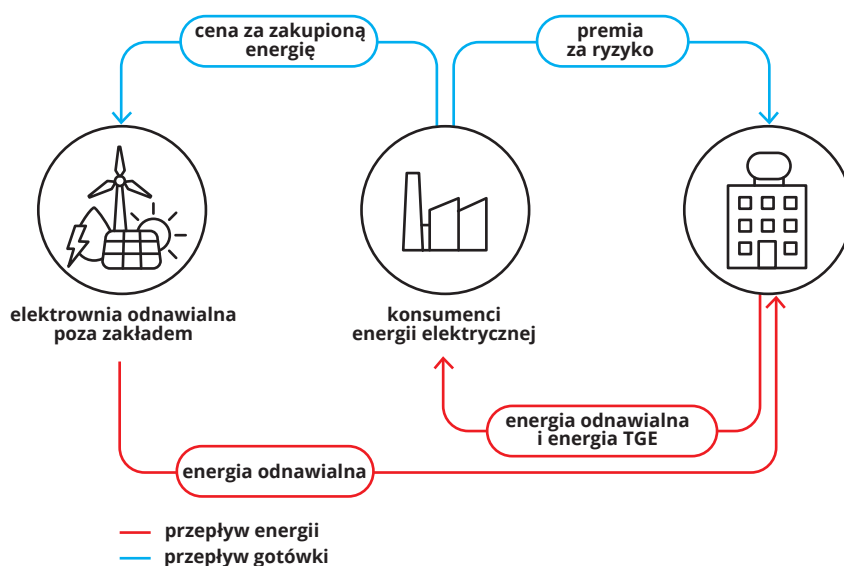 cena za zakupioną
energię
premia
za ryzyko
elektrownia odnawialna
poza zakładem
konsumenci
energii elektrycznej
energia odnawialna
i energia TGE
energia odnawialna
przepływ energii
przepływ gotówki